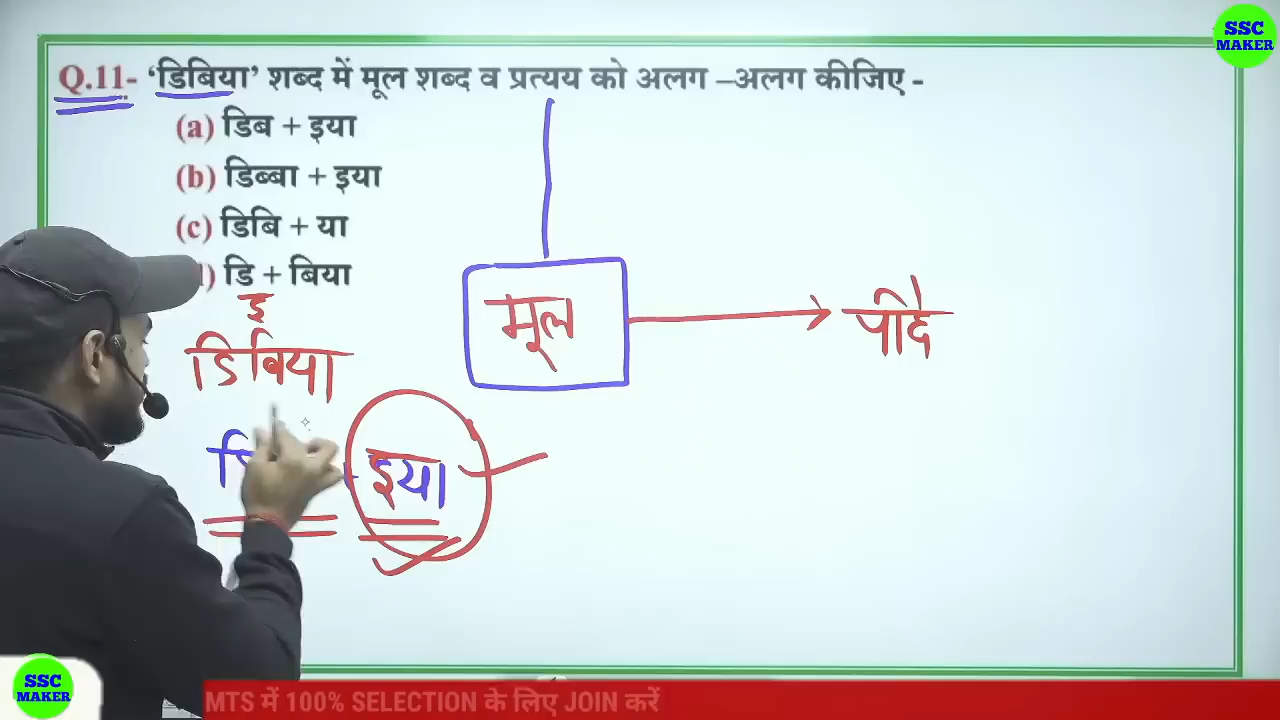 SSC
MAKER
Q.11- ‘डिबिया’ शब्द में मूल शब्द व प्रत्यय को अलग –अलग कीजिए -
(a) डिब + इया
(b) डिब्बा + इया
(c) डिबि + या
) डि + बिया
इ
डिबिया
मूल
इया
SSC
MAKER
MTS में 100% SELECTION के लिए JOIN करें